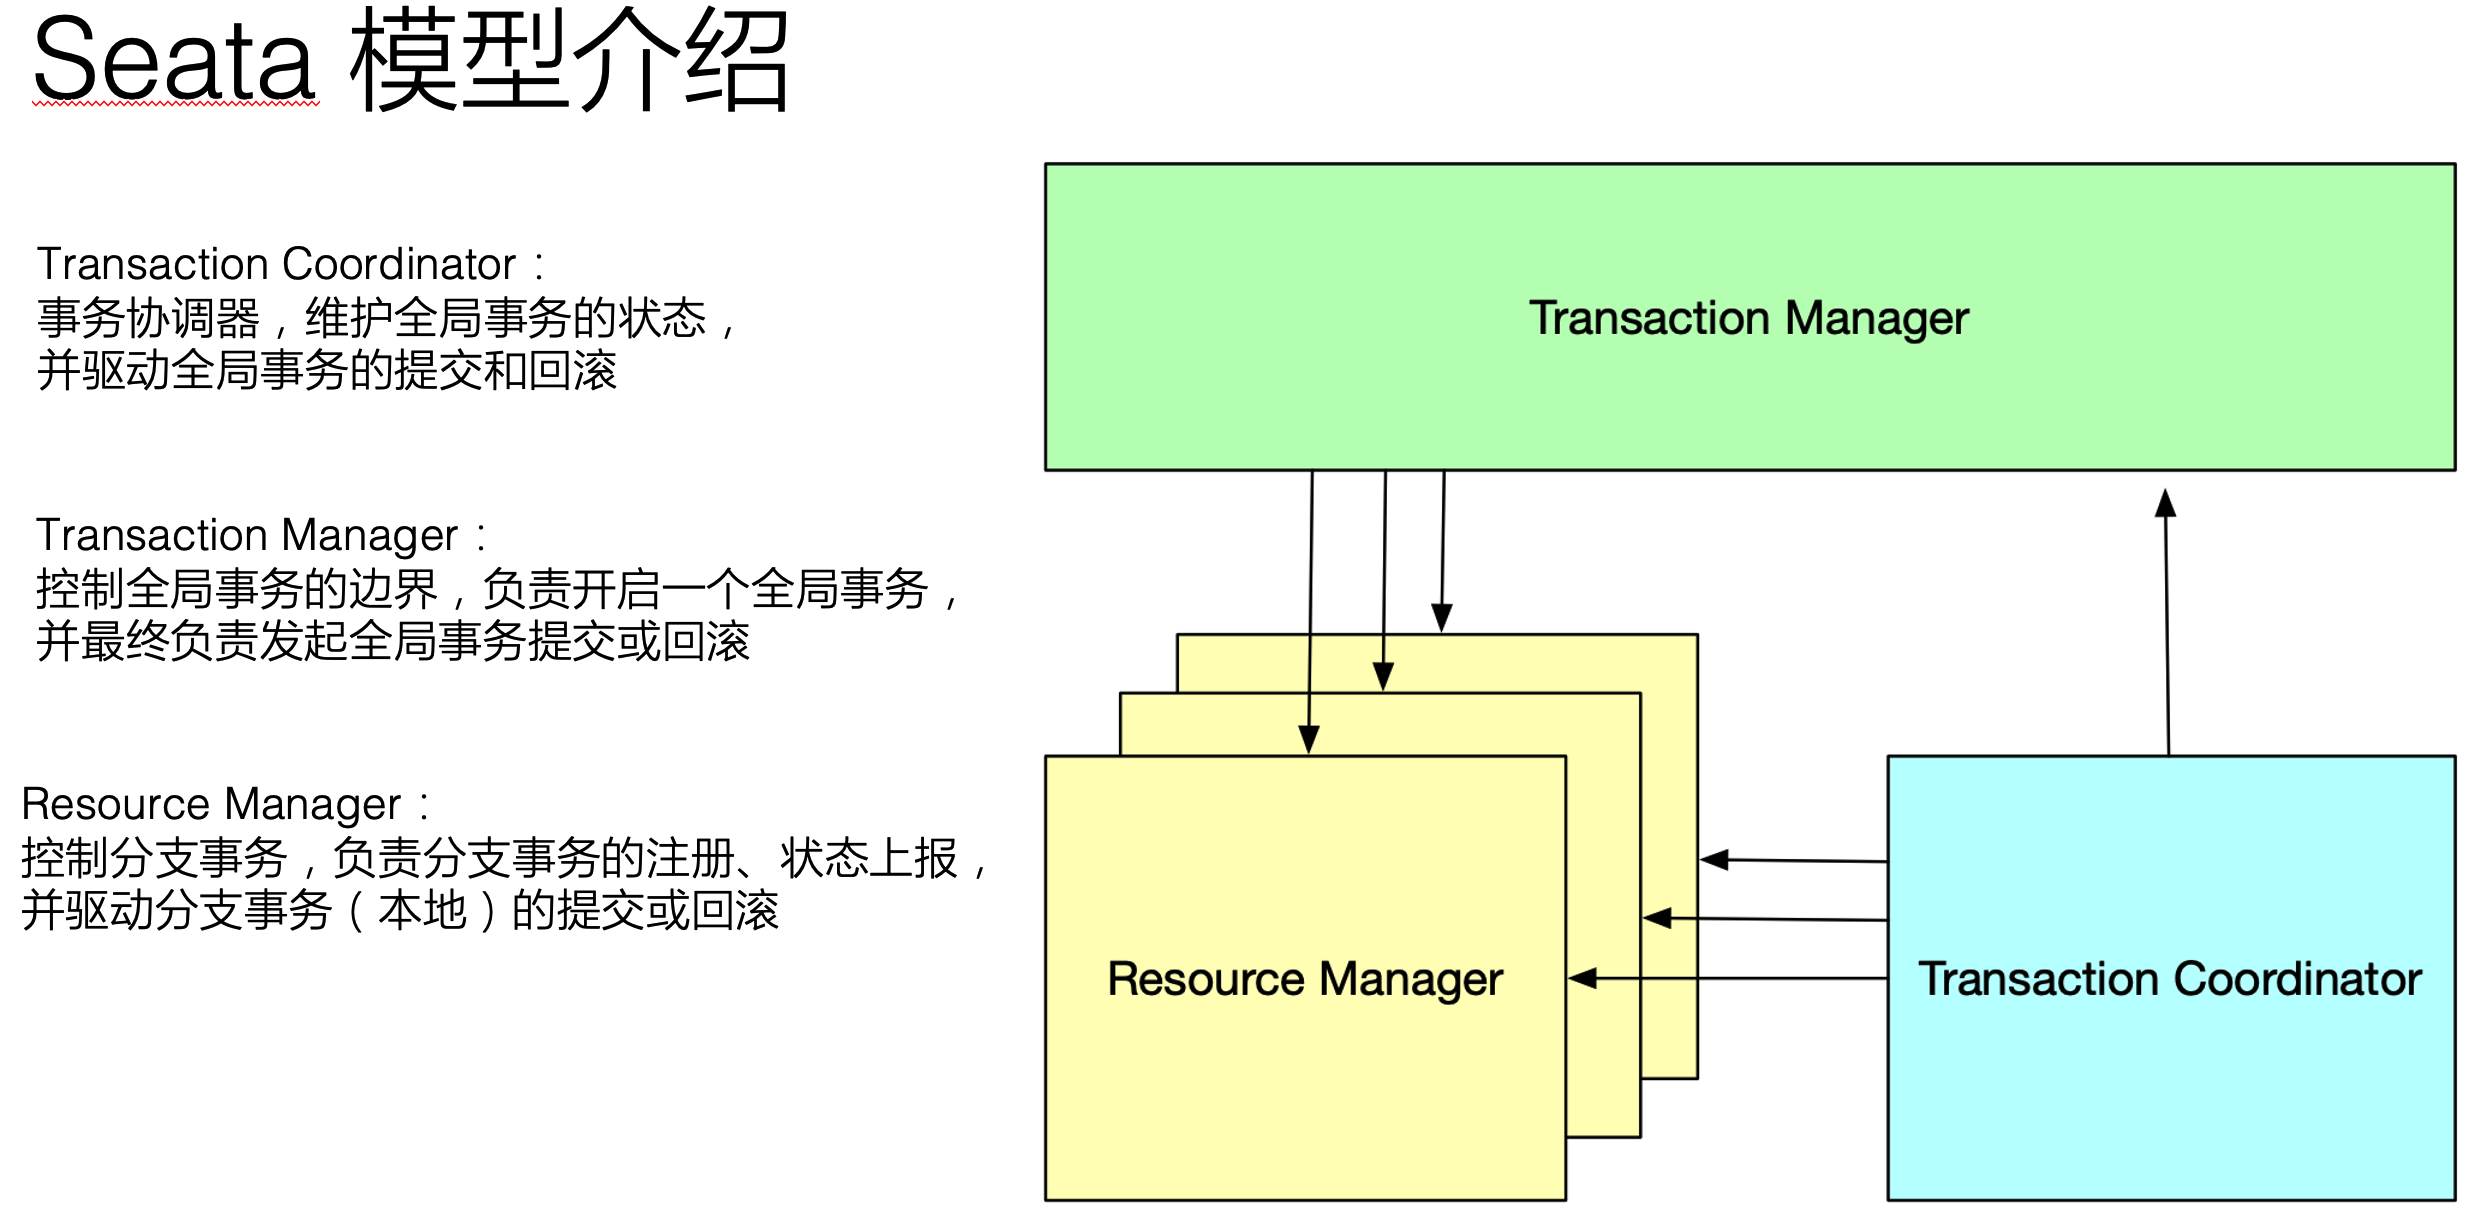 Seata 模型介绍
Transaction Coordinator：
事务协调器，维护全局事务的状态，
并驱动全局事务的提交和回滚
Transaction Manager：
控制全局事务的边界，负责开启一个全局事务，
并最终负责发起全局事务提交或回滚
Resource Manager：
控制分支事务，负责分支事务的注册、状态上报，
并驱动分支事务（本地）的提交或回滚
Transaction Manager
Resource Manager
Transaction Coordinator